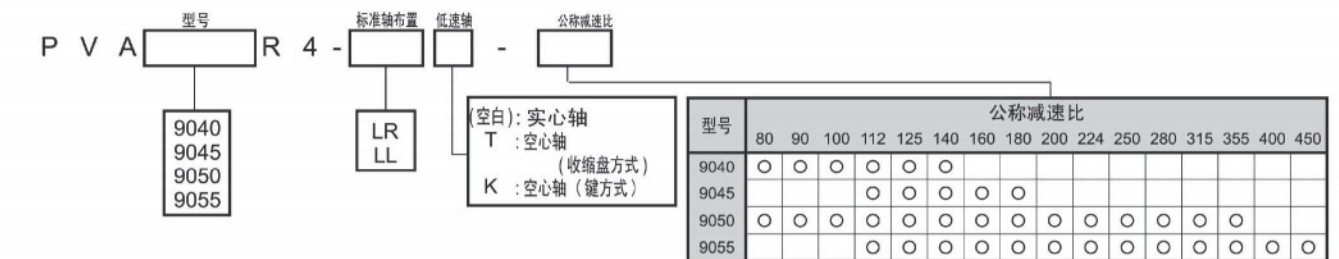 型号 标准轴布置 低速轴 公称减速比
P V A R 4 - -
9040
9045
9050
9055
LR
LL
(空白): 实心轴
T : 空心轴
(收缩盘方式)
K : 空心轴 (键方式)
型号 公称减速比
80 90 100 112 125 140 160 180 200 224 250 280 315 355 400 450
9040 ○ ○ ○ ○ ○ ○
9045 ○ ○ ○ ○ ○
9050 ○ ○ ○ ○ ○ ○ ○ ○ ○ ○ ○ ○ ○ ○
9055 ○ ○ ○ ○ ○ ○ ○ ○ ○ ○ ○ ○ ○